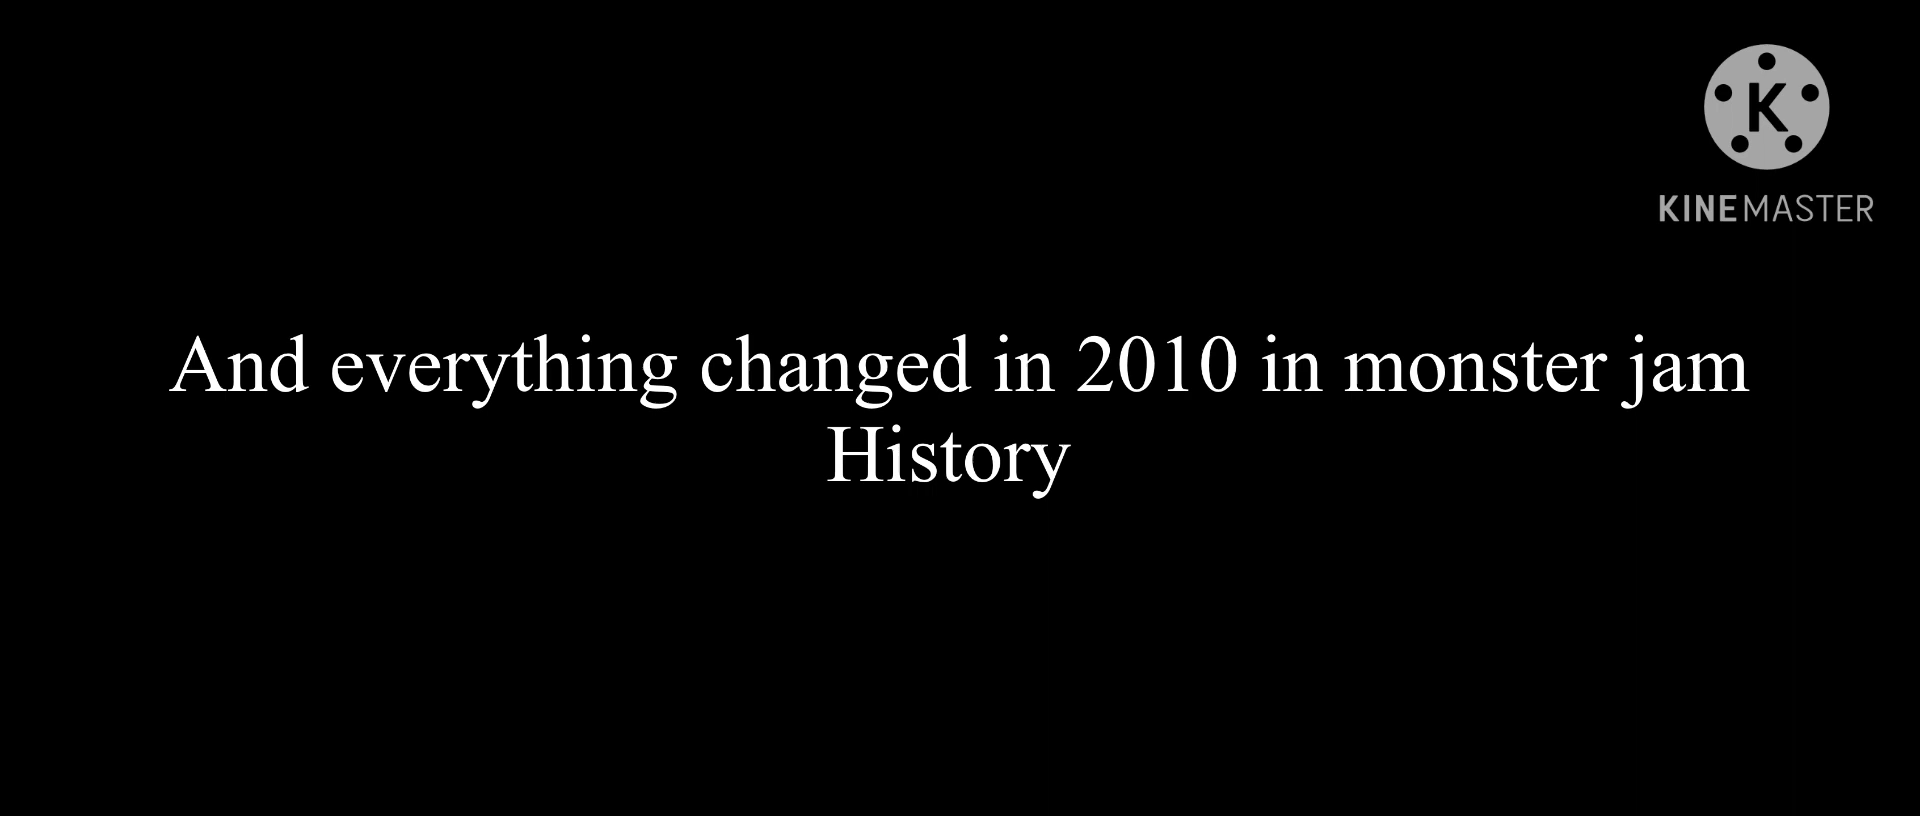 K
KINEMASTER
And everything changed in 2010 in monster jam
History